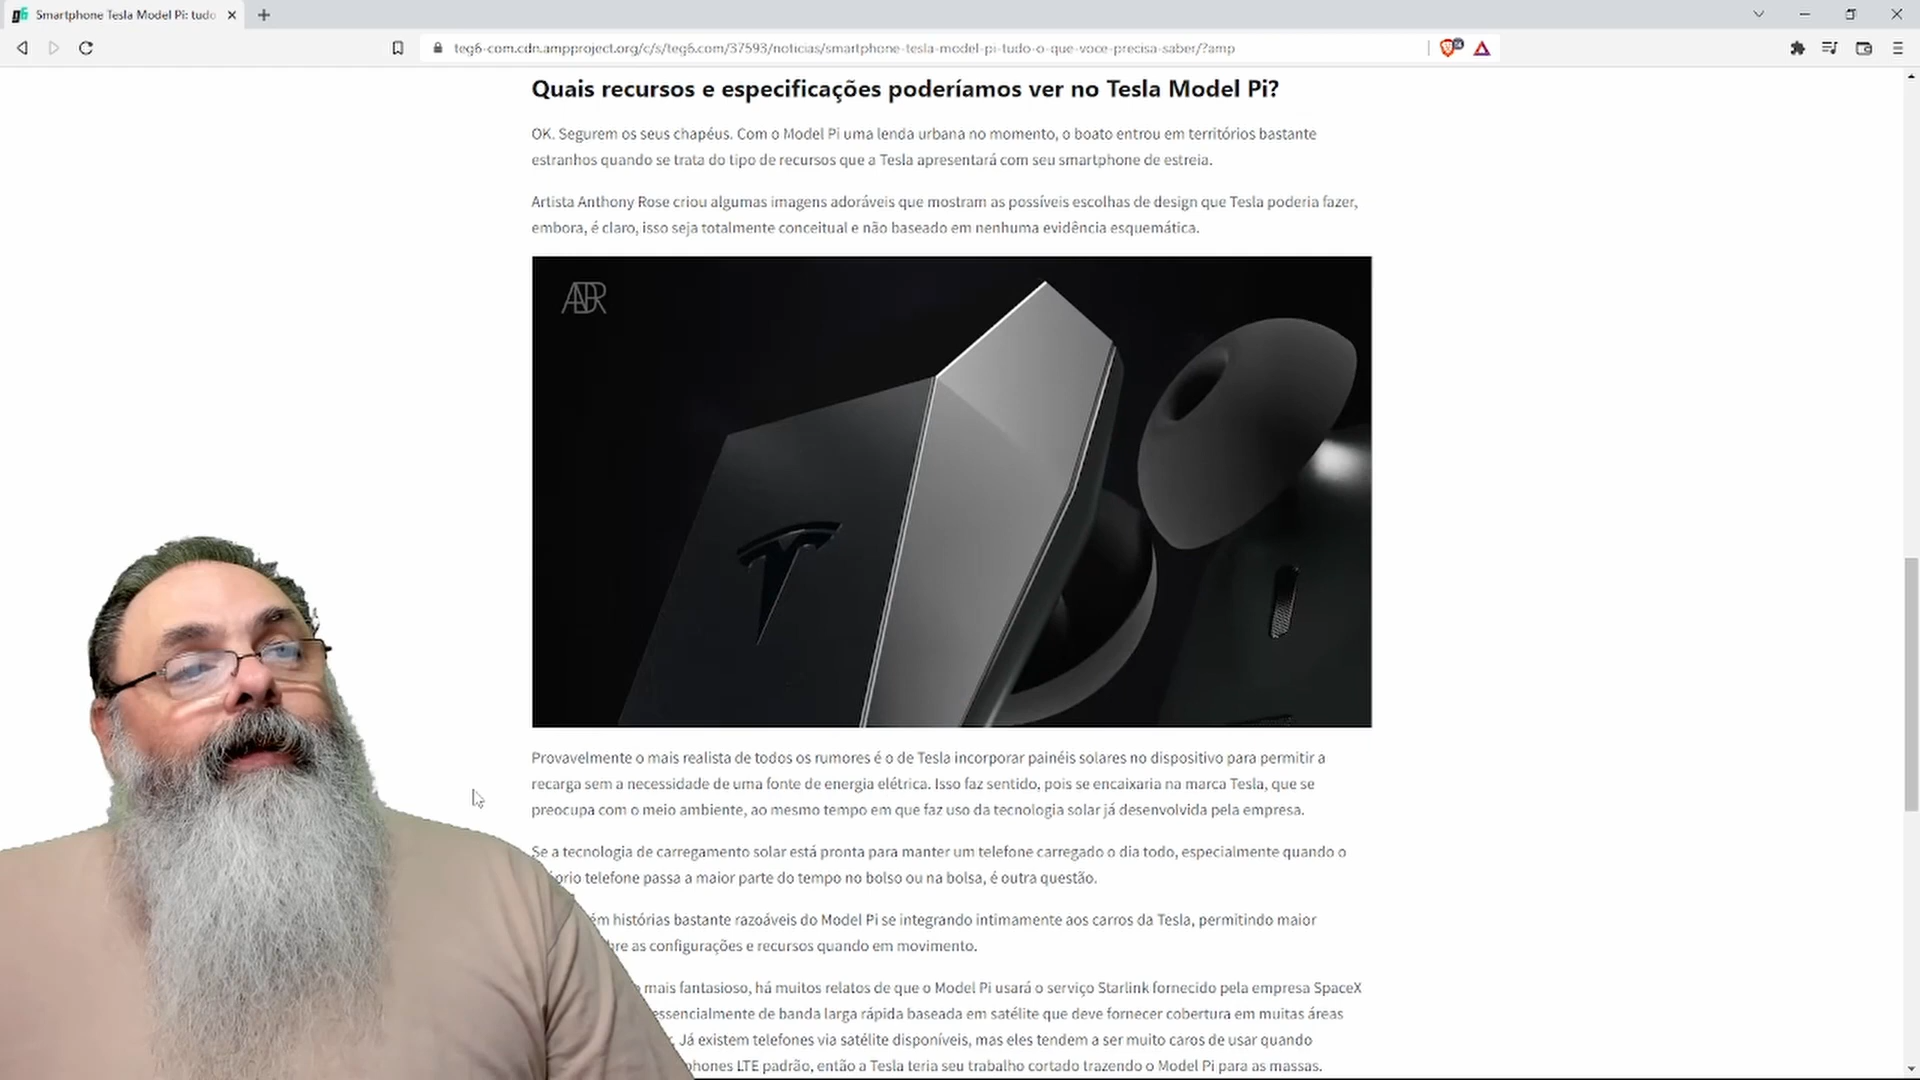 Smartphone Tesla Model Pi: tudo
teg6-com.cdn.ampproject.org/c/s/teg6.com/37593/noticias/smartphone-tesla-model-pi-tudo-o-que-voce-precisa-saber/?amp
Quais recursos e especificações poderíamos ver no Tesla Model Pi?
OK. Segurem os seus chapéus. Com o Model Pi uma lenda urbana no momento, o boato entrou em territórios bastante
estranhos quando se trata do tipo de recursos que a Tesla apresentará com seu smartphone de estreia.
Artista Anthony Rose criou algumas imagens adoráveis que mostram as possíveis escolhas de design que Tesla poderia fazer,
embora, é claro, isso seja totalmente conceitual e não baseado em nenhuma evidência esquemática.
ADR
Provavelmente o mais realista de todos os rumores é o de Tesla incorporar painéis solares no dispositivo para permitir a
recarga sem a necessidade de uma fonte de energia elétrica. Isso faz sentido, pois se encaixaria na marca Tesla, que se
preocupa com o meio ambiente, ao mesmo tempo em que faz uso da tecnologia solar já desenvolvida pela empresa.
Se a tecnologia de carregamento solar está pronta para manter um telefone carregado o dia todo, especialmente quando o
telefone passa a maior parte do tempo no bolso ou na bolsa, é outra questão.
histórias bastante razoáveis do Model Pi se integrando intimamente aos carros da Tesla, permitindo maior
as configurações e recursos quando em movimento.
mais fantasioso, há muitos relatos de que o Model Pi usará o serviço Starlink fornecido pela empresa SpaceX
essencialmente de banda larga rápida baseada em satélite que deve fornecer cobertura em muitas áreas
Já existem telefones via satélite disponíveis, mas eles tendem a ser muito caros de usar quando
phones LTE padrão, então a Tesla teria seu trabalho cortado trazendo o Model Pi para as massas.